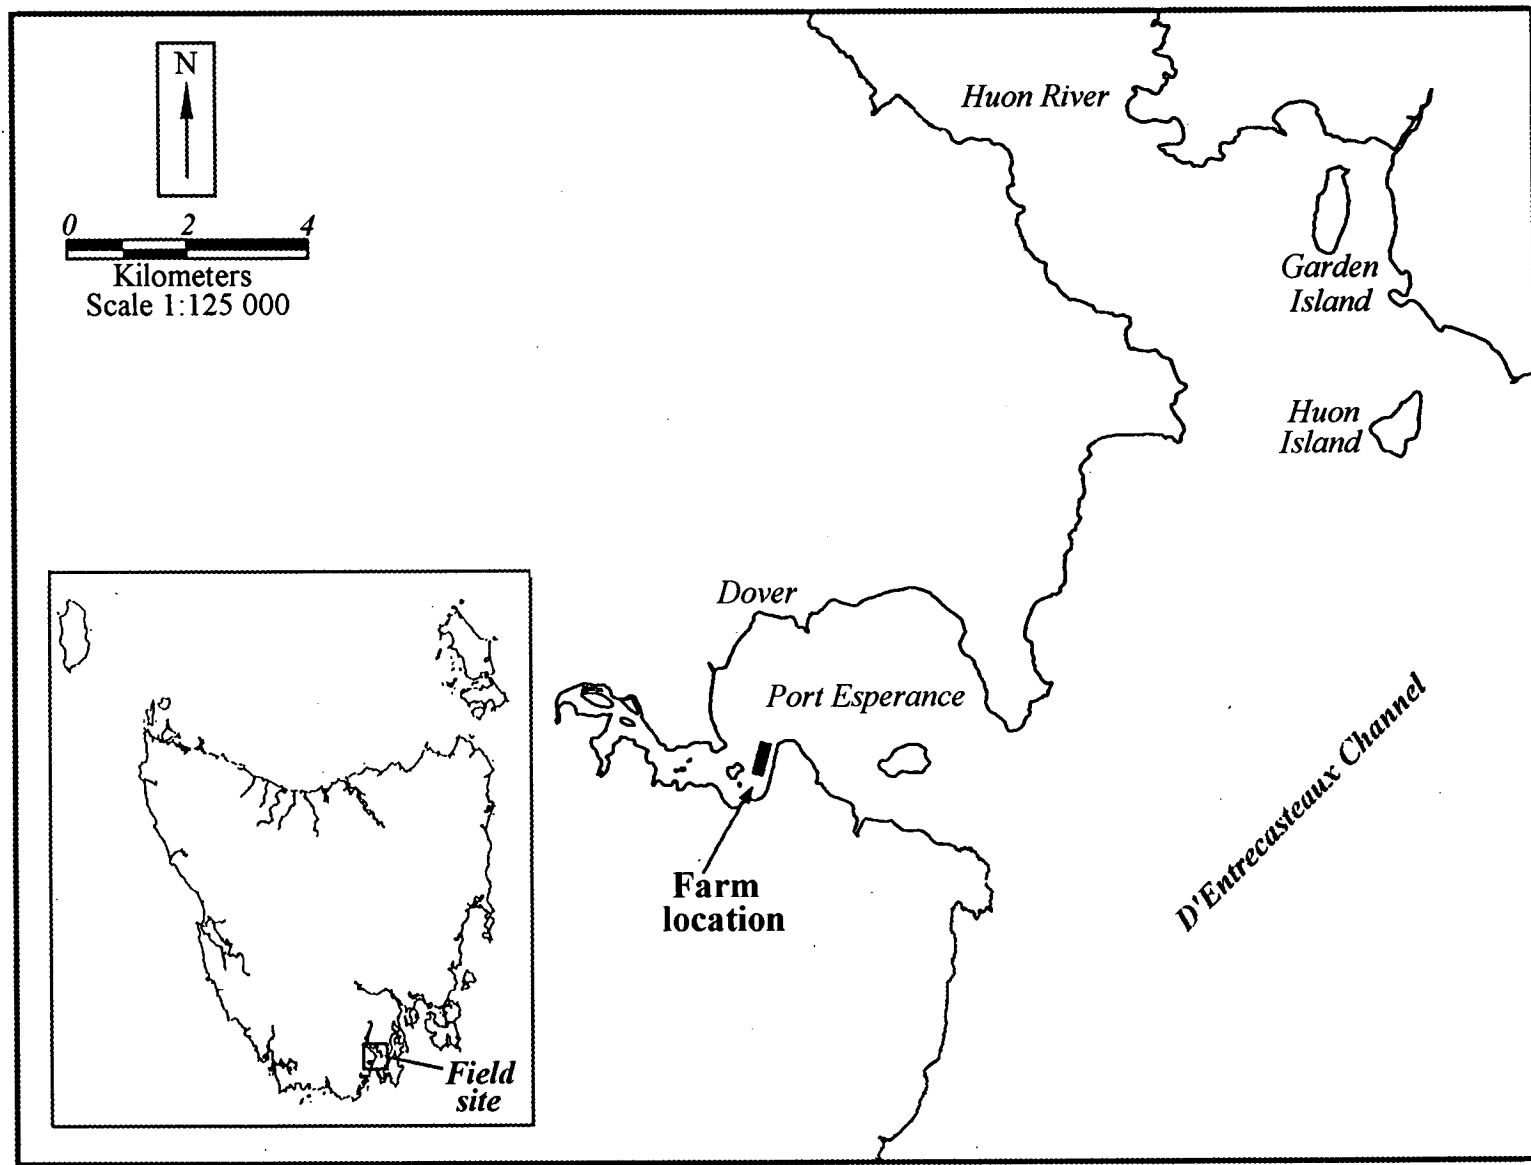 N
0 2 4
Kilometers
Scale 1:125 000
Huon River
Garden
Island
Huon
Island
Dover
Port Esperance
D'Entrecasteaux Channel
Farm
location
Field
site